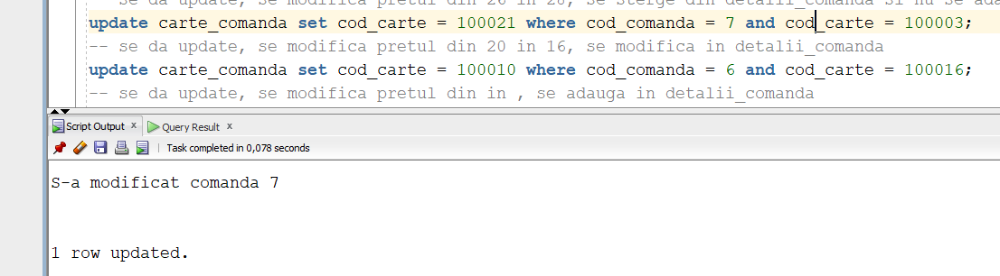 se da update, se modifica pretul din 26 in 28, se sterge din detalii_comanda si nu se ada
update carte_comanda set cod_carte = 100021 where cod_comanda = 7 and cod_carte = 100003;
-- se da update, se modifica pretul din 20 in 16, se modifica in detalii_comanda
update carte_comanda set cod_carte = 100010 where cod_comanda = 6 and cod_carte = 100016;
-- se da update, se modifica pretul din in , se adauga in detalii_comanda
Script Output x Query Result x
Task completed in 0,078 seconds
S-a modificat comanda 7
1 row updated.